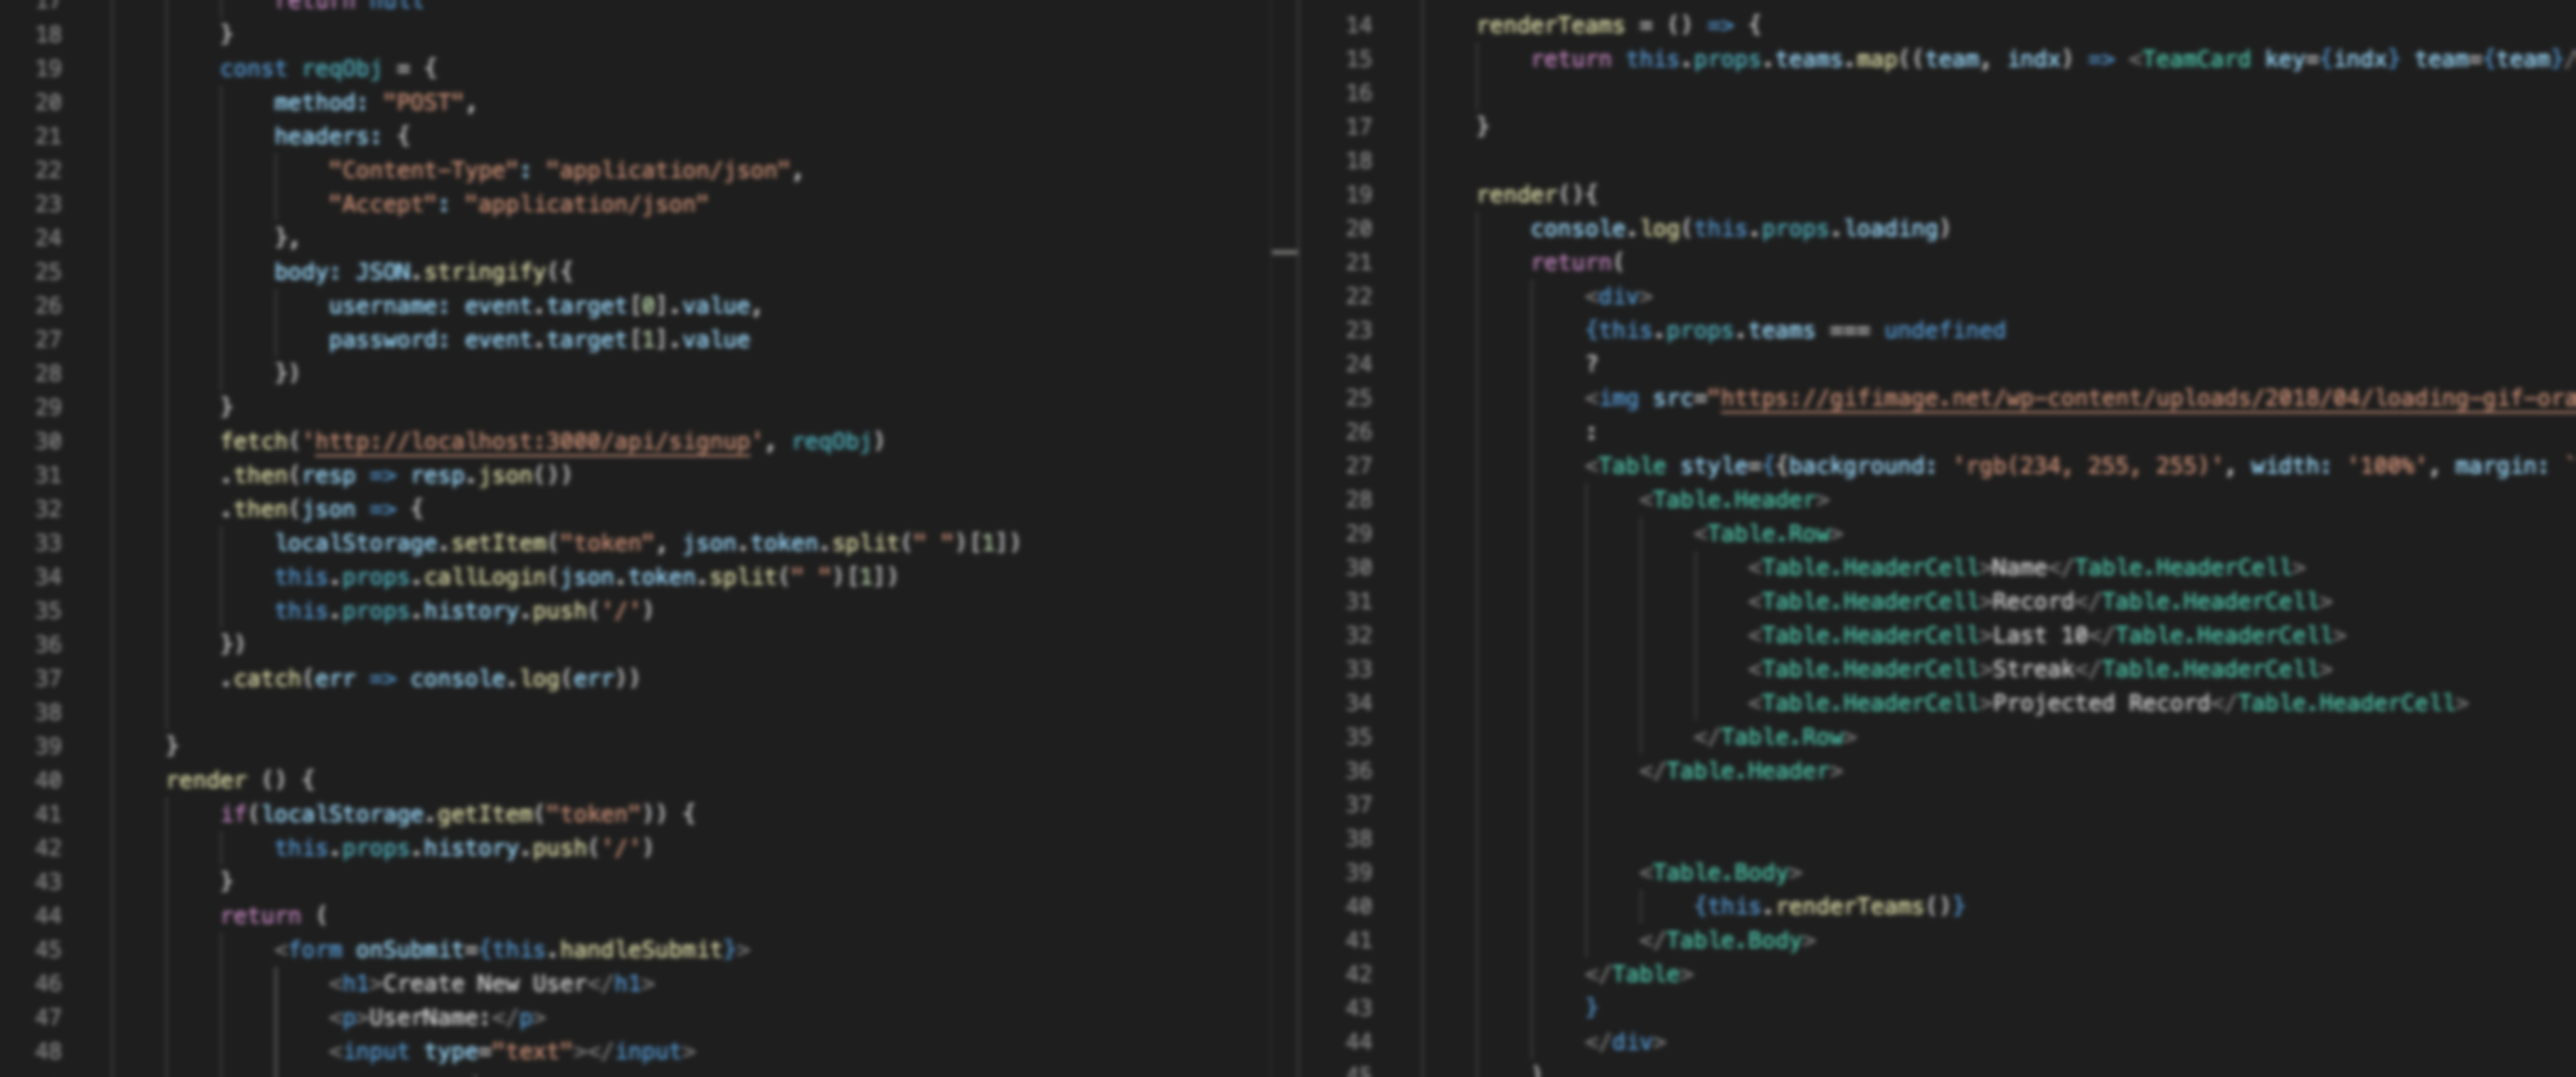 17 return null
18 }
19 const reqObj = {
20 method: "POST",
21 headers: {
22 "Content-Type": "application/json",
23 "Accept": "application/json"
24 },
25 body: JSON.stringify({
26 username: event.target[0].value,
27 password: event.target[1].value
28 })
29 }
30 fetch('http://localhost:3000/api/signup', reqObj)
31 .then(resp => resp.json())
32 .then(json => {
33 localStorage.setItem("token", json.token.split(" ")[1])
34 this.props.callLogin(json.token.split(" ")[1])
35 this.props.history.push('/')
36 })
37 .catch(err => console.log(err))
38
39 }
40 render () {
41 if(localStorage.getItem("token")) {
42 this.props.history.push('/')
43 }
44 return (
45 <form onSubmit={this.handleSubmit}>
46 <h1>Create New User</h1>
47 <p>UserName:</p>
48 <input type="text"></input>
14 renderTeams = () => {
15 return this.props.teams.map((team, indx) => <TeamCard key={indx} team={team}/
16
17 }
18
19 render(){
20 console.log(this.props.loading)
21 return(
22 <div>
23 {this.props.teams === undefined
24 ?
25 <img src="https://gifimage.net/wp-content/uploads/2018/04/loading-gif-ora
26 :
27 <Table style={{background: 'rgb(234, 255, 255)', width: '100%', margin: `
28 <Table.Header>
29 <Table.Row>
30 <Table.HeaderCell>Name</Table.HeaderCell>
31 <Table.HeaderCell>Record</Table.HeaderCell>
32 <Table.HeaderCell>Last 10</Table.HeaderCell>
33 <Table.HeaderCell>Streak</Table.HeaderCell>
34 <Table.HeaderCell>Projected Record</Table.HeaderCell>
35 </Table.Row>
36 </Table.Header>
37
38
39 <Table.Body>
40 {this.renderTeams()}
41 </Table.Body>
42 </Table>
43 }
44 </div>
45 )